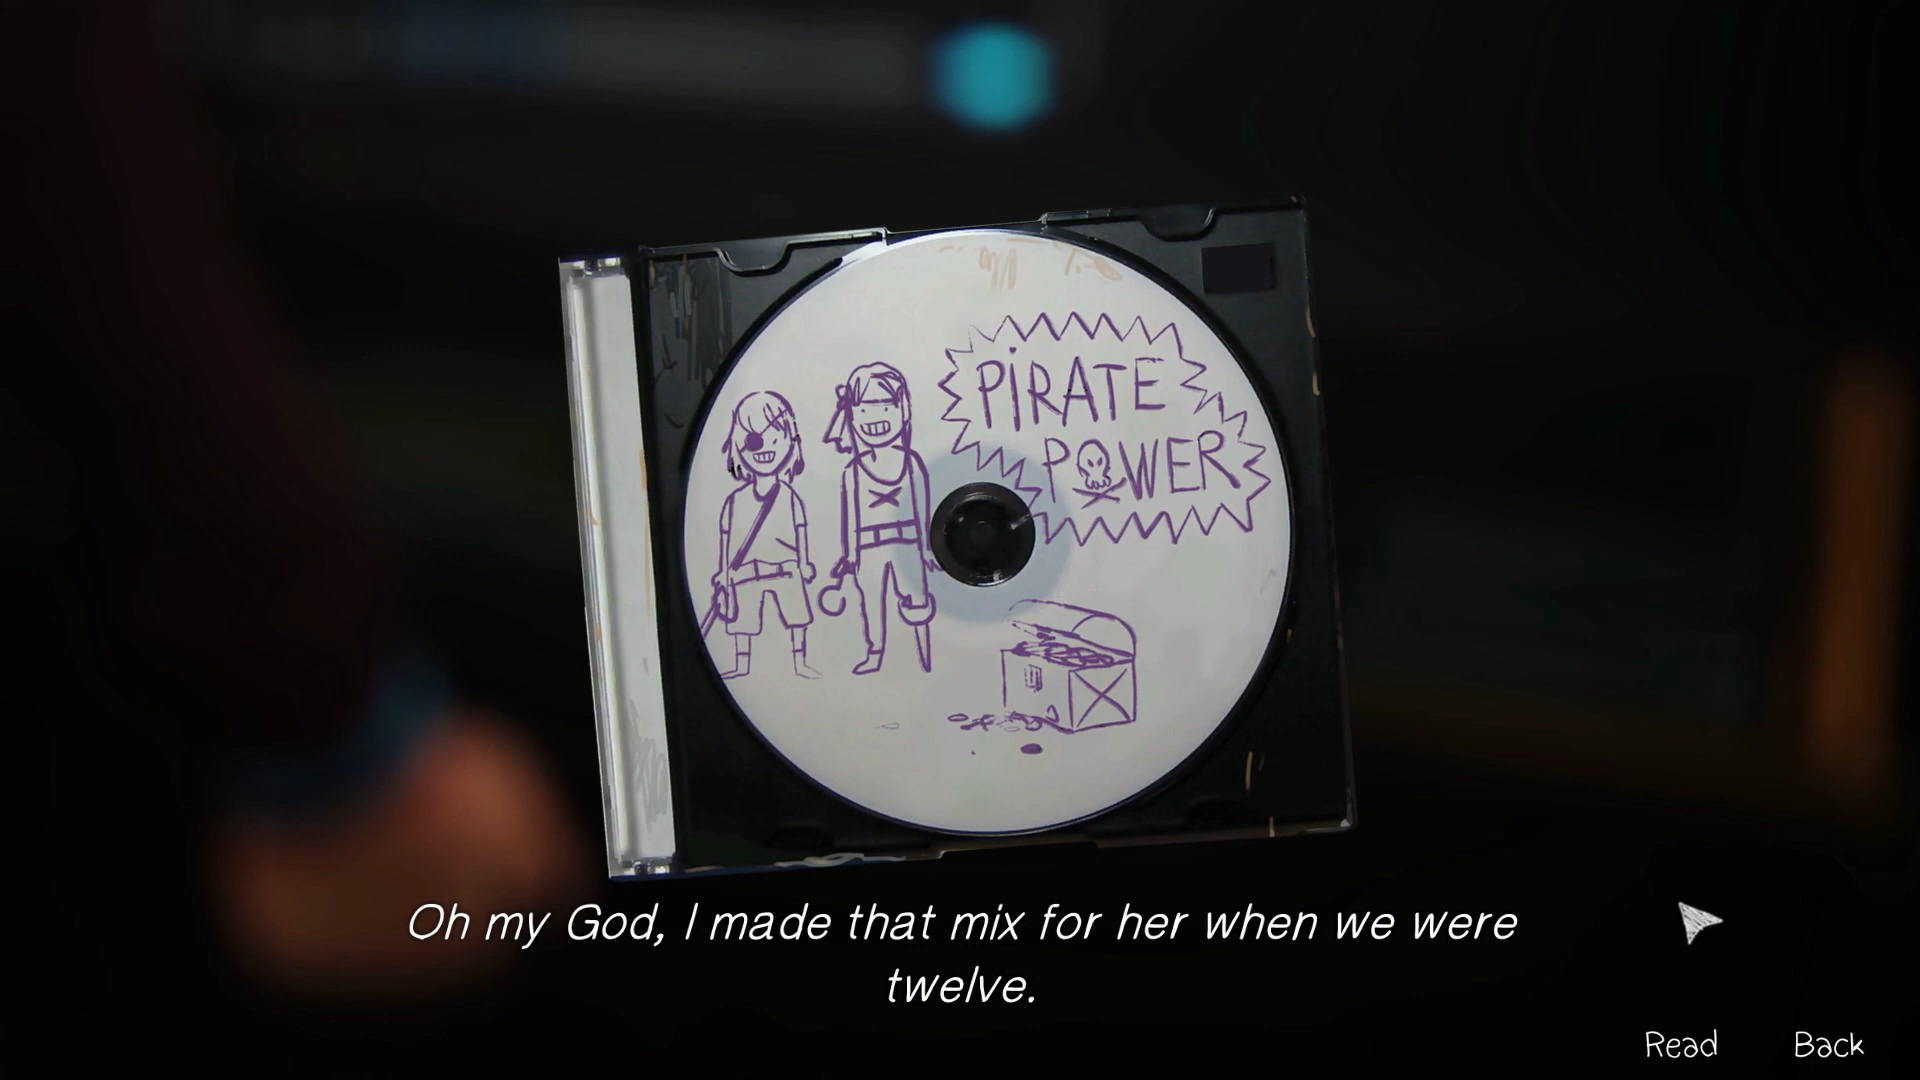 PiRATE
POWER
Oh my God, I made that mix for her when we were
twelve.
Read Back